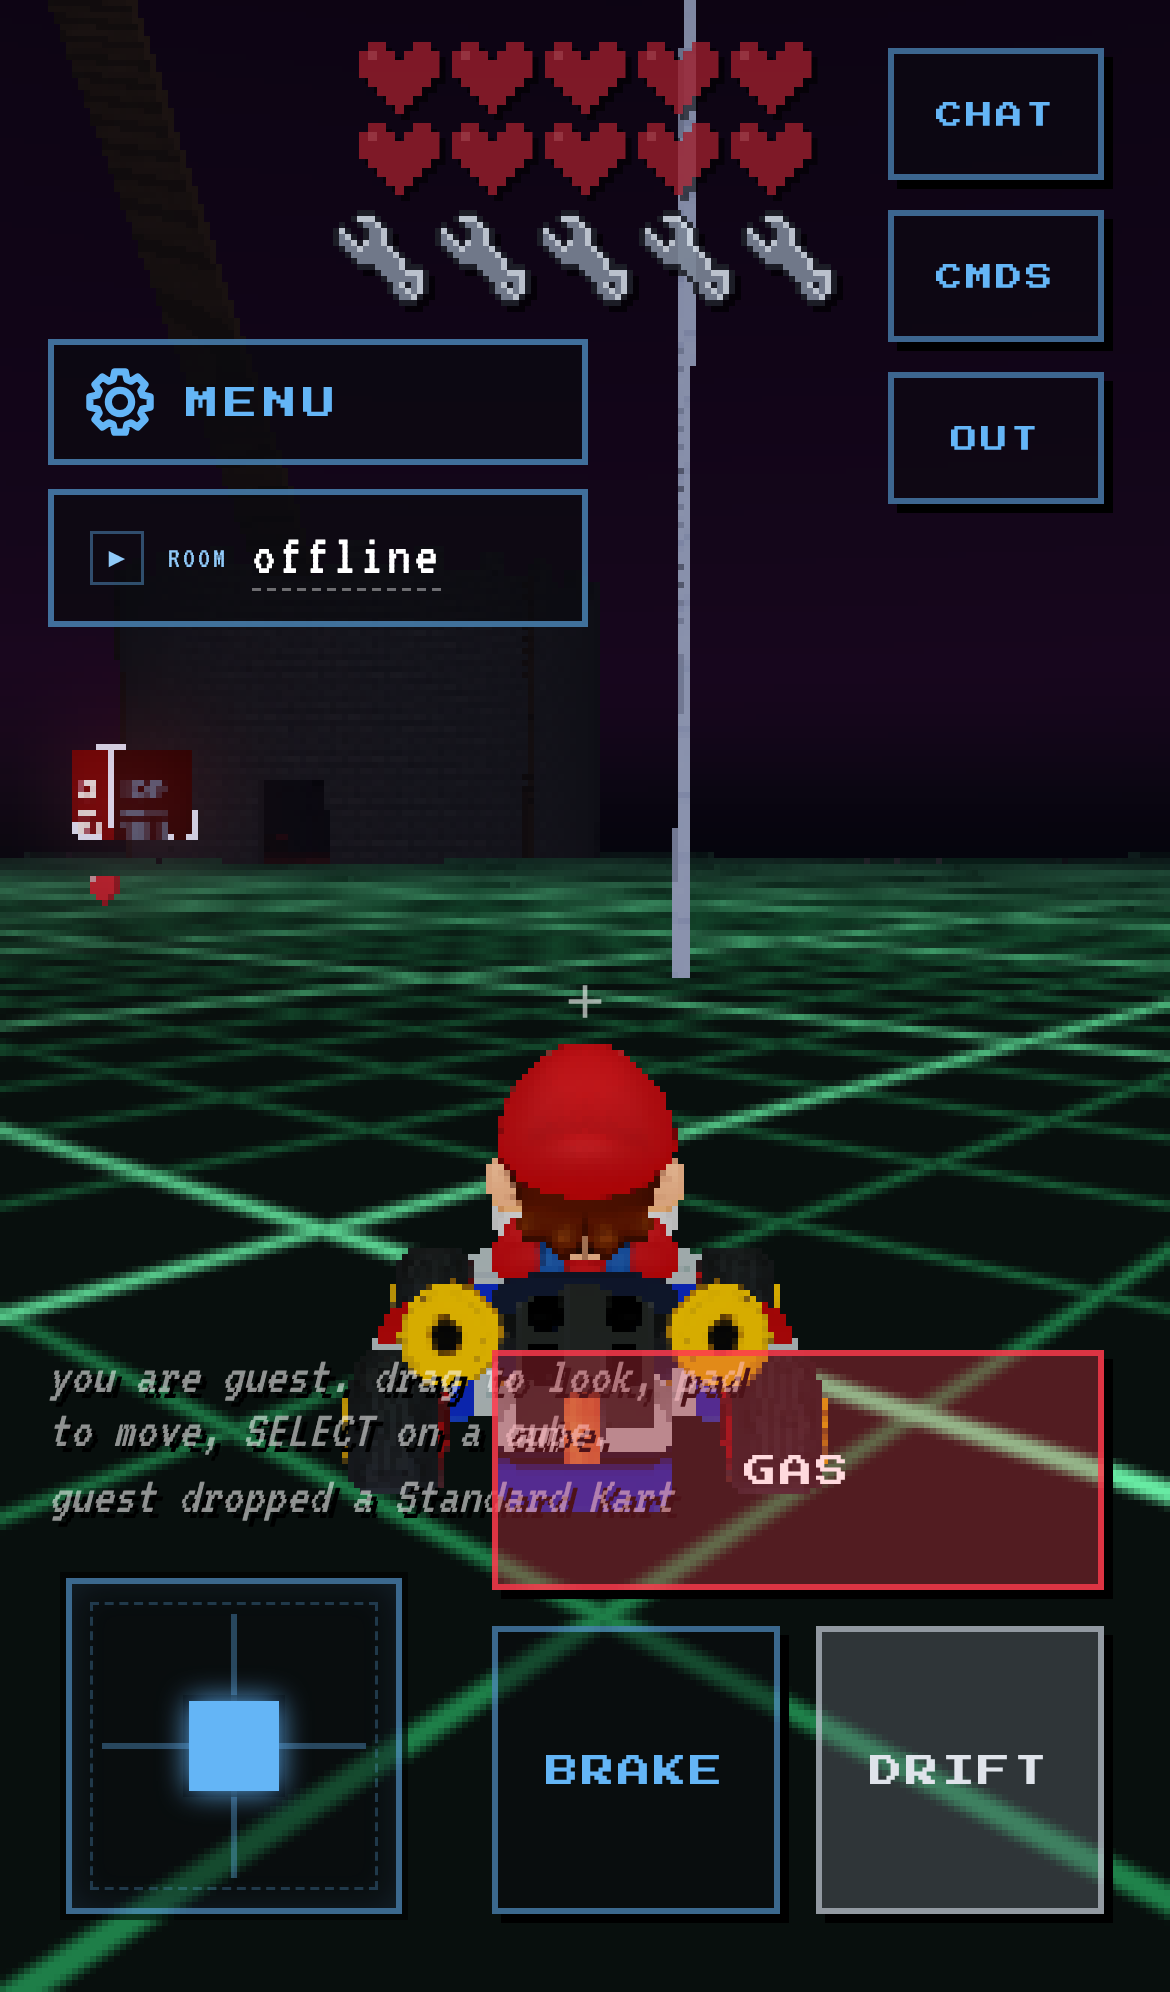 CHAT
CMDS
MENU
OUT
ROOM offline
you are guest. drag to look, pad
to move, SELECT on a cube.
guest dropped a Standard Kart
GAS
BRAKE
DRIFT